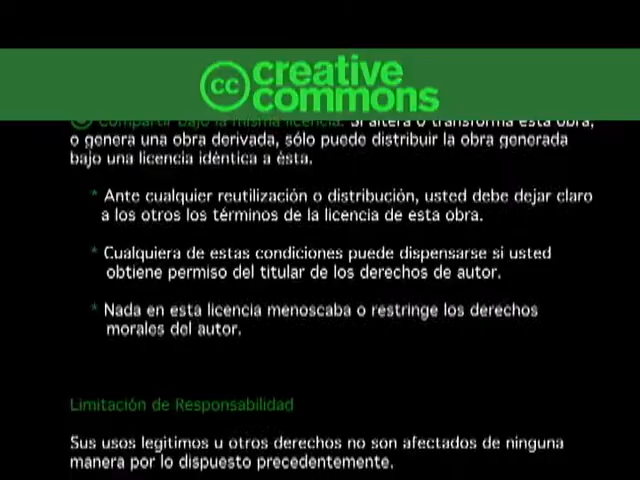 cc creative
commons
Compartir bajo la misma licencia. Si altera o transforma esta obra,
o genera una obra derivada, sólo puede distribuir la obra generada
bajo una licencia idéntica a ésta.
* Ante cualquier reutilización o distribución, usted debe dejar claro
a los otros los términos de la licencia de esta obra.
* Cualquiera de estas condiciones puede dispensarse si usted
obtiene permiso del titular de los derechos de autor.
* Nada en esta licencia menoscaba o restringe los derechos
morales del autor.
Limitación de Responsabilidad
Sus usos legítimos u otros derechos no son afectados de ninguna
manera por lo dispuesto precedentemente.